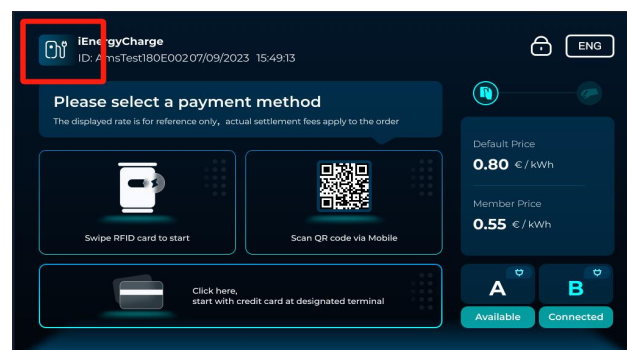 iEnergyCharge
ENG
ID: AmsTest180E00207/09/2023 15:49:13
Please select a payment method
The displayed rate is for reference only, actual settlement fees apply to the order
Default Price
0.80 €/kWh
Member Price
0.55 €/kWh
Swipe RFID card to start
Scan QR code via Mobile
Click here,
start with credit card at designated terminal
A
B
Available
Connected